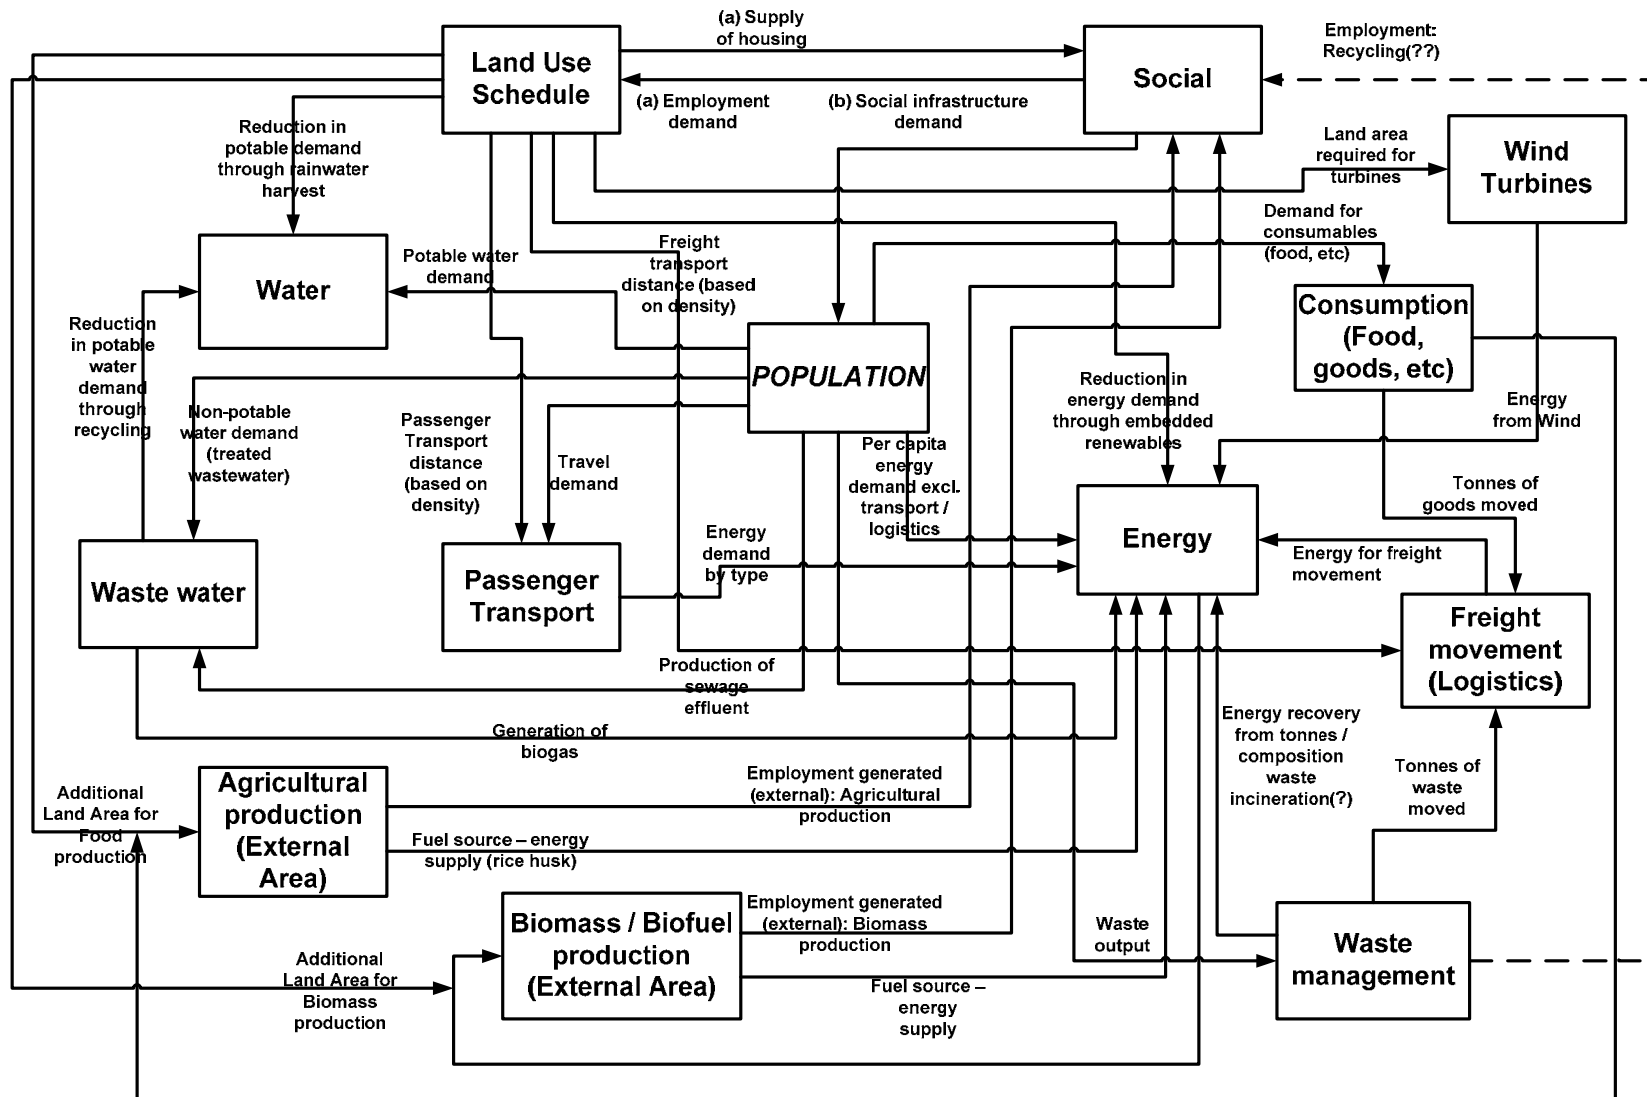 (a) Supply
of housing
Land Use
Schedule
Social
Employment:
Recycling(??)
(a) Employment
demand
(b) Social infrastructure
demand
Reduction in
potable demand
through rainwater
harvest
Land area
required for
turbines
Wind
Turbines
Water
Potable water
demand
Freight
transport
distance (based
on density)
Demand for
consumables
(food, etc)
Consumption
(Food,
goods, etc)
Reduction
in potable
water
demand
through
recycling
POPULATION
Non-potable
water demand
(treated
wastewater)
Passenger
Transport
distance
(based on
density)
Travel
demand
Per capita
energy
demand excl.
transport /
logistics
Reduction in
energy demand
through embedded
renewables
Energy
from Wind
Tonnes of
goods moved
Waste water
Passenger
Transport
Energy
demand
by type
Energy
Energy for freight
movement
Freight
movement
(Logistics)
Production of
sewage
effluent
Generation of
biogas
Energy recovery
from tonnes /
composition
waste
incineration(?)
Tonnes of
waste
moved
Additional
Land Area for
Food
production
Agricultural
production
(External
Area)
Employment generated
(external): Agricultural
production
Fuel source – energy
supply (rice husk)
Biomass / Biofuel
production
(External Area)
Employment generated
(external): Biomass
production
Fuel source –
energy
supply
Waste
output
Waste
management
Additional
Land Area for
Biomass
production